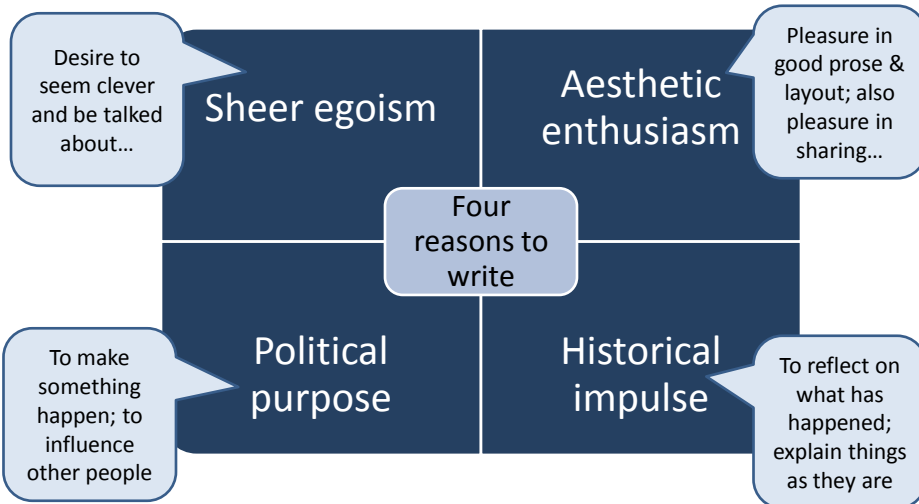 Desire to
seem clever
and be talked
about...
Sheer egoism
Aesthetic
enthusiasm
Pleasure in
good prose &
layout; also
pleasure in
sharing...
Four
reasons to
write
To make
something
happen; to
influence
other people
Political
purpose
Historical
impulse
To reflect on
what has
happened;
explain things
as they are